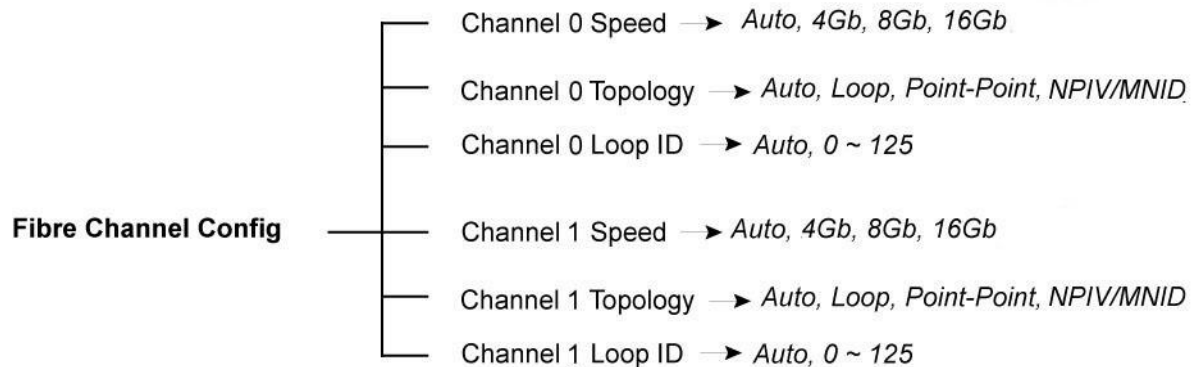 Channel 0 Speed Auto, 4Gb, 8Gb, 16Gb
Channel 0 Topology Auto, Loop, Point-Point, NPIV/MNID
Channel 0 Loop ID Auto, 0 ~ 125
Fibre Channel Config Channel 1 Speed Auto, 4Gb, 8Gb, 16Gb
Channel 1 Topology Auto, Loop, Point-Point, NPIV/MNID
Channel 1 Loop ID Auto, 0 ~ 125